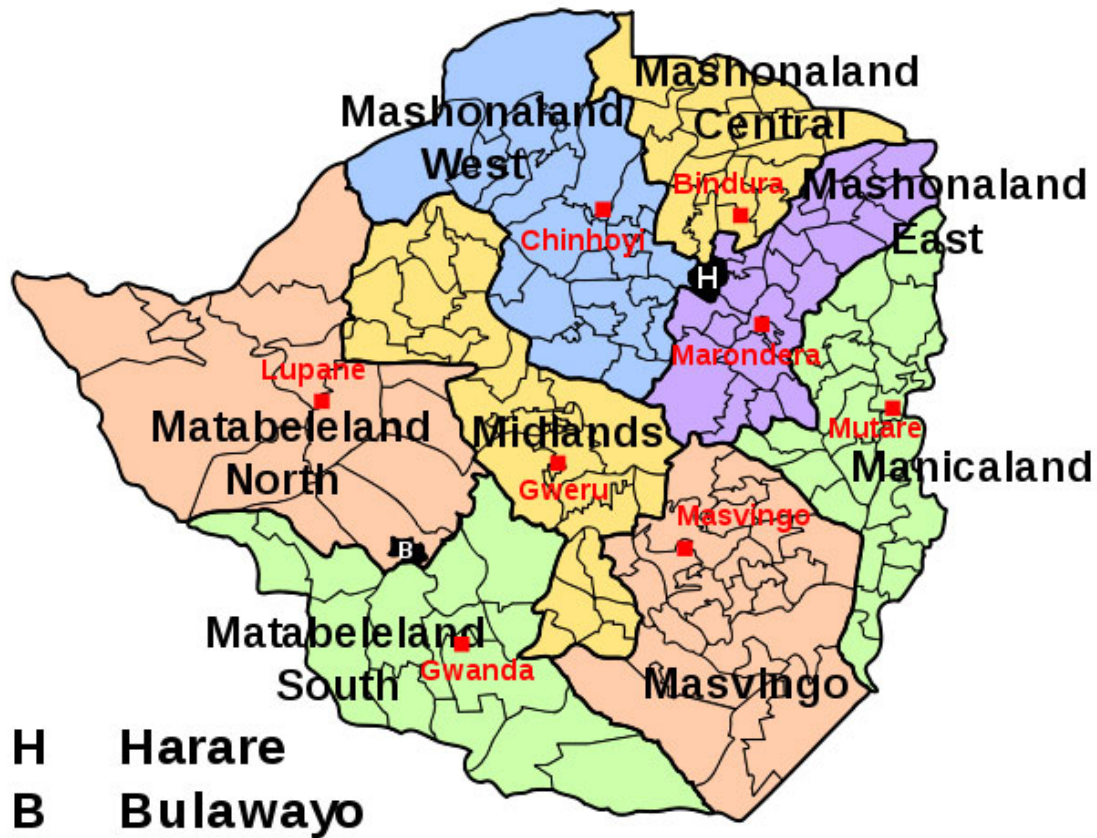 Mashonaland
Central
Mashonaland
West
Bindura
Mashonaland
East
Chinhoyi
H
Marondera
Lupane
Matabeleland
North
Midlands
Gweru
Mutare
Manicaland
Masvingo
B
Matabeleland
South
Gwanda
Masvingo
H Harare
B Bulawayo